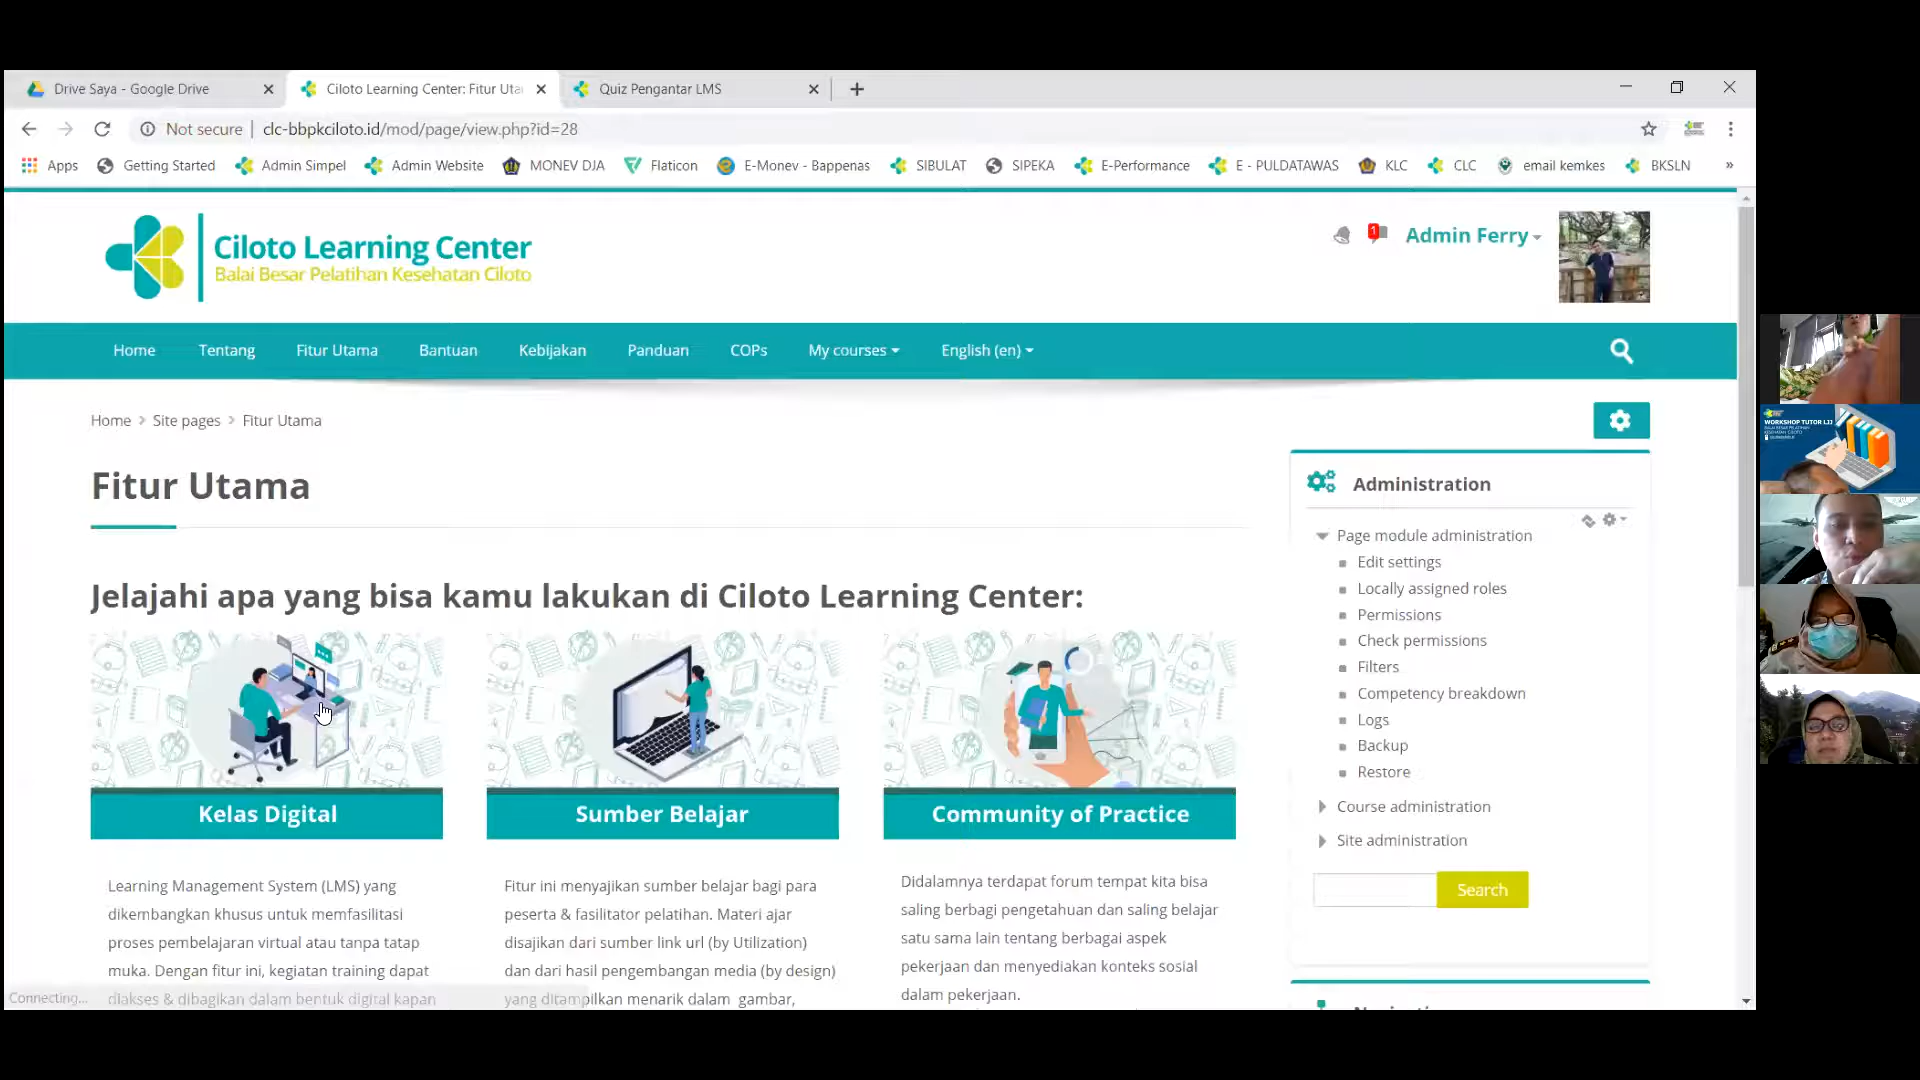 Drive Saya - Google Drive
Ciloto Learning Center: Fitur Uta
Quiz Pengantar LMS
Not secure
clc-bbpkciloto.id/mod/page/view.php?id=28
Apps
Getting Started
Admin Simpel
Admin Website
MONEV DJA
Flaticon
E-Monev - Bappenas
SIBULAT
SIPEKA
E-Performance
E - PULDATAWAS
KLC
CLC
email kemkes
BKSLN
»
Ciloto Learning Center
Balai Besar Pelatihan Kesehatan Ciloto
1
Admin Ferry
Home
Tentang
Fitur Utama
Bantuan
Kebijakan
Panduan
COPs
My courses
English (en)
Home > Site pages > Fitur Utama
Fitur Utama
Jelajahi apa yang bisa kamu lakukan di Ciloto Learning Center:
Kelas Digital
Learning Management System (LMS) yang
dikembangkan khusus untuk memfasilitasi
proses pembelajaran virtual atau tanpa tatap
muka. Dengan fitur ini, kegiatan training dapat
diakses & dibagikan dalam bentuk digital kapan
Sumber Belajar
Fitur ini menyajikan sumber belajar bagi para
peserta & fasilitator pelatihan. Materi ajar
disajikan dari sumber link url (by Utilization)
dan dari hasil pengembangan media (by design)
yang ditampilkan menarik dalam gambar,
Community of Practice
Didalamnya terdapat forum tempat kita bisa
saling berbagi pengetahuan dan saling belajar
satu sama lain tentang berbagai aspek
pekerjaan dan menyediakan konteks sosial
dalam pekerjaan.
Administration
Page module administration
Edit settings
Locally assigned roles
Permissions
Check permissions
Filters
Competency breakdown
Logs
Backup
Restore
Course administration
Site administration
Search
Connecting...
WORKSHOP TUTOR LJJ
BALAI BESAR PELATIHAN
KESEHATAN CILOTO